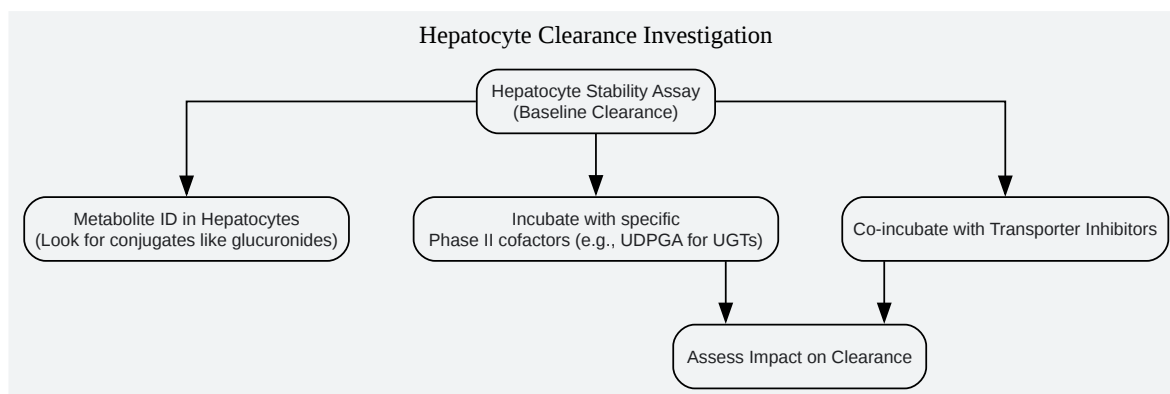 Hepatocyte Clearance Investigation
Hepatocyte Stability Assay
(Baseline Clearance)
Metabolite ID in Hepatocytes
(Look for conjugates like glucuronides)
Incubate with specific
Phase II cofactors (e.g., UDPGA for UGTs)
Co-incubate with Transporter Inhibitors
Assess Impact on Clearance